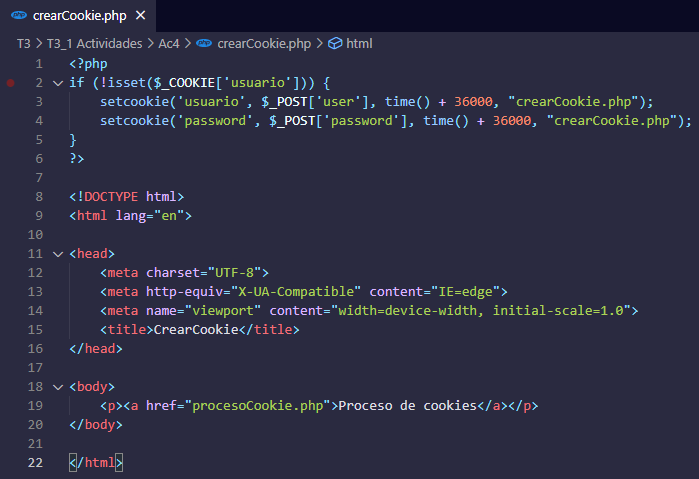 crearCookie.php
T3 > T3_1 Actividades > Ac4 > crearCookie.php > html
1 <?php
2 if (!isset($_COOKIE['usuario'])) {
3     setcookie('usuario', $_POST['user'], time() + 36000, "crearCookie.php");
4     setcookie('password', $_POST['password'], time() + 36000, "crearCookie.php");
5 }
6 ?>
7
8 <!DOCTYPE html>
9 <html lang="en">
10
11 <head>
12     <meta charset="UTF-8">
13     <meta http-equiv="X-UA-Compatible" content="IE=edge">
14     <meta name="viewport" content="width=device-width, initial-scale=1.0">
15     <title>CrearCookie</title>
16 </head>
17
18 <body>
19     <p><a href="procesoCookie.php">Proceso de cookies</a></p>
20 </body>
21
22 </html>